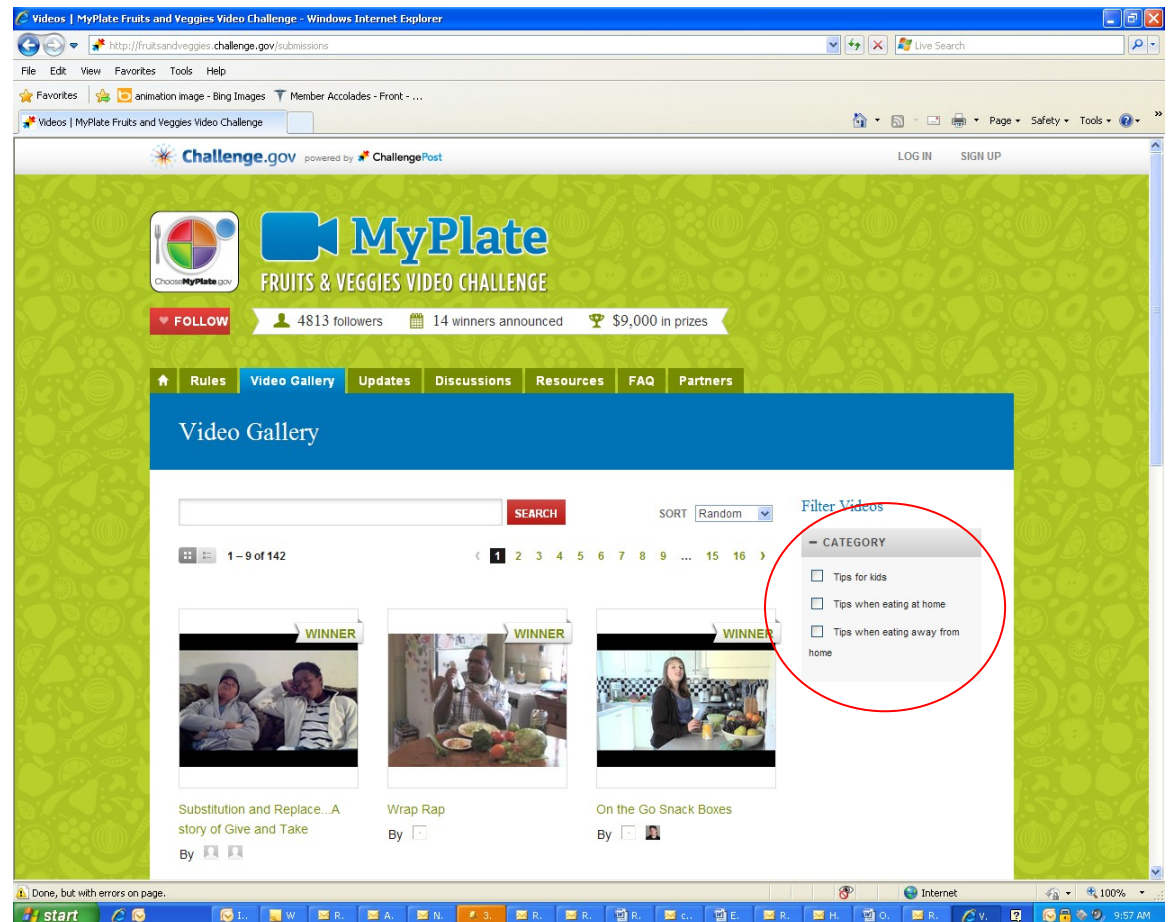 Videos | MyPlate Fruits and Veggies Video Challenge - Windows Internet Explorer
http://fruitsandveggies.challenge.gov/submissions
Live Search
File Edit View Favorites Tools Help
Favorites animation image - Bing Images Member Accolades - Front - ...
Videos | MyPlate Fruits and Veggies Video Challenge
Page Safety Tools
Challenge.gov powered by ChallengePost LOG IN SIGN UP
ChooseMyPlate.gov
MyPlate
FRUITS & VEGGIES VIDEO CHALLENGE
FOLLOW 4813 followers 14 winners announced $9,000 in prizes
Rules Video Gallery Updates Discussions Resources FAQ Partners
Video Gallery
SEARCH SORT Random
Filter Videos
– CATEGORY
Tips for kids
Tips when eating at home
Tips when eating away from
home
1 – 9 of 142 1 2 3 4 5 6 7 8 9 ... 15 16
WINNER WINNER WINNER
Substitution and Replace...A
story of Give and Take
By
Wrap Rap
By
On the Go Snack Boxes
By
Done, but with errors on page. Internet 100%
start I.. W R. A. N. 3. R. R. R. c.. E. R. H. O. R. V. 9:57 AM